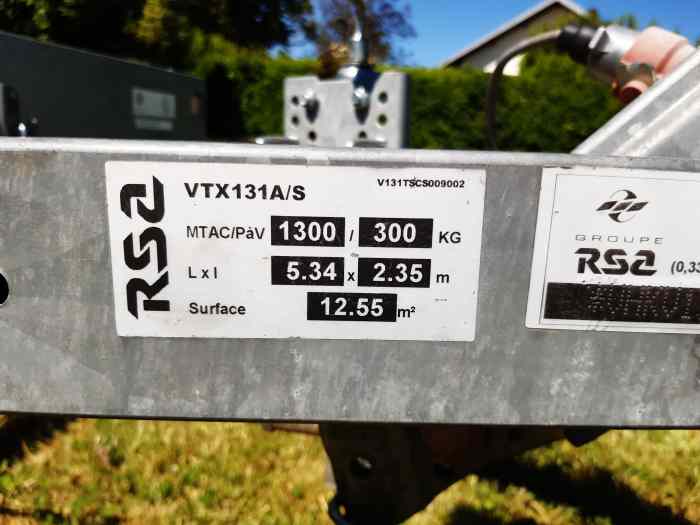 RSA
VTX131A/S
V131TSCS009002
MTAC/PàV 1300 / 300 KG
L x l 5.34 x 2.35 m
Surface 12.55 m²
GROUPE
RSA (0,33